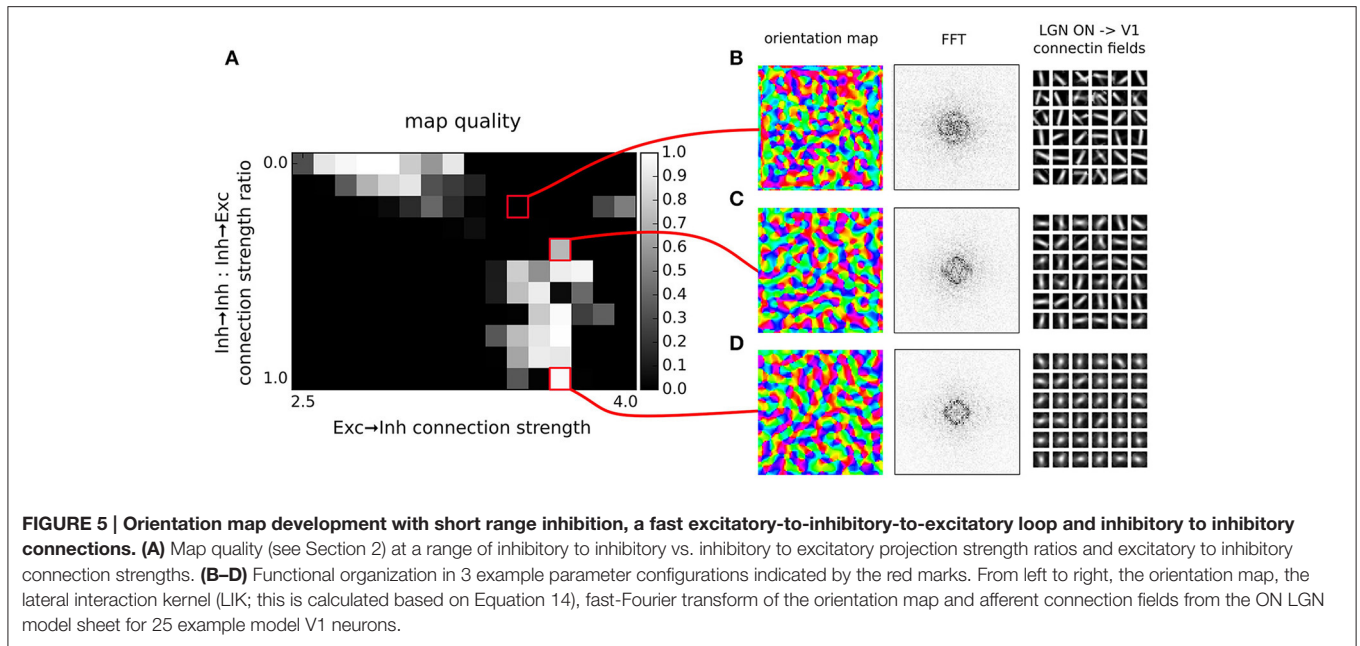 A
map quality
0.0
1.0
Inh→Inh : Inh→Exc
connection strength ratio
2.5
4.0
Exc→Inh connection strength
1.0
0.9
0.8
0.7
0.6
0.5
0.4
0.3
0.2
0.1
0.0
orientation map
FFT
LGN ON -> V1
connectin fields
B
C
D
FIGURE 5 | Orientation map development with short range inhibition, a fast excitatory-to-inhibitory-to-excitatory loop and inhibitory to inhibitory
connections. (A) Map quality (see Section 2) at a range of inhibitory to inhibitory vs. inhibitory to excitatory projection strength ratios and excitatory to inhibitory
connection strengths. (B–D) Functional organization in 3 example parameter configurations indicated by the red marks. From left to right, the orientation map, the
lateral interaction kernel (LIK; this is calculated based on Equation 14), fast-Fourier transform of the orientation map and afferent connection fields from the ON LGN
model sheet for 25 example model V1 neurons.